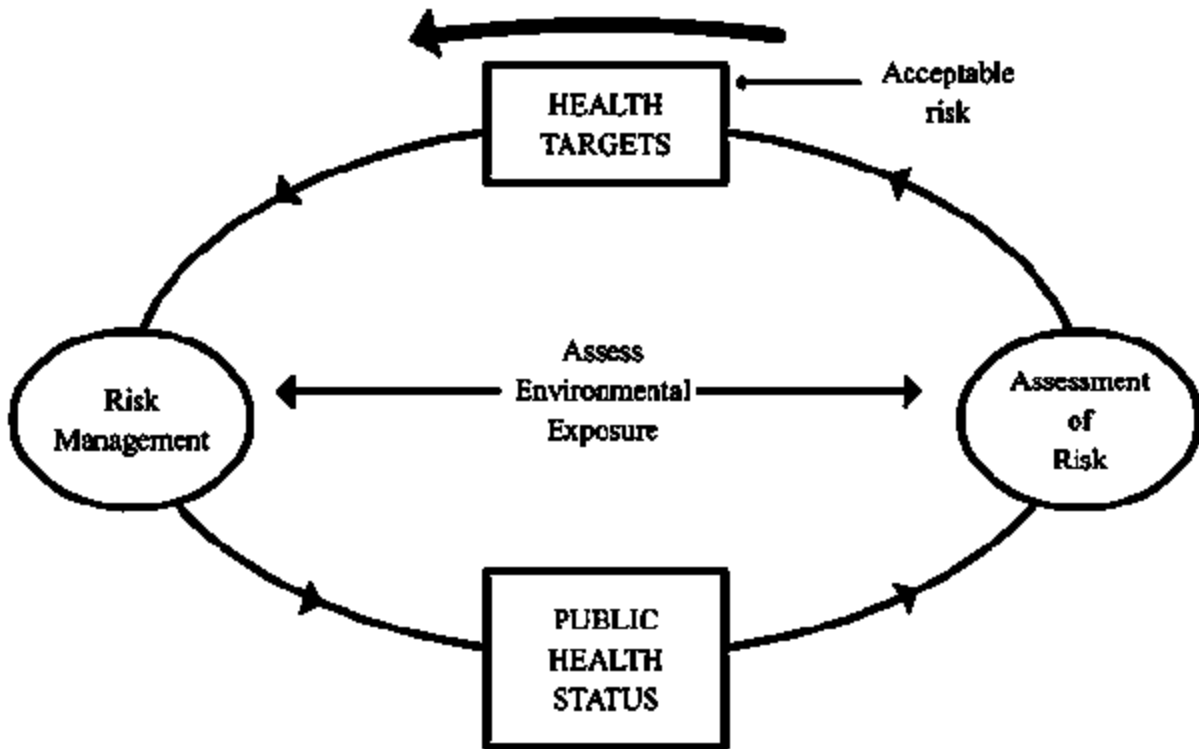 HEALTH
TARGETS
Acceptable
risk
Risk
Management
Assess
Environmental
Exposure
Assessment
of
Risk
PUBLIC
HEALTH
STATUS